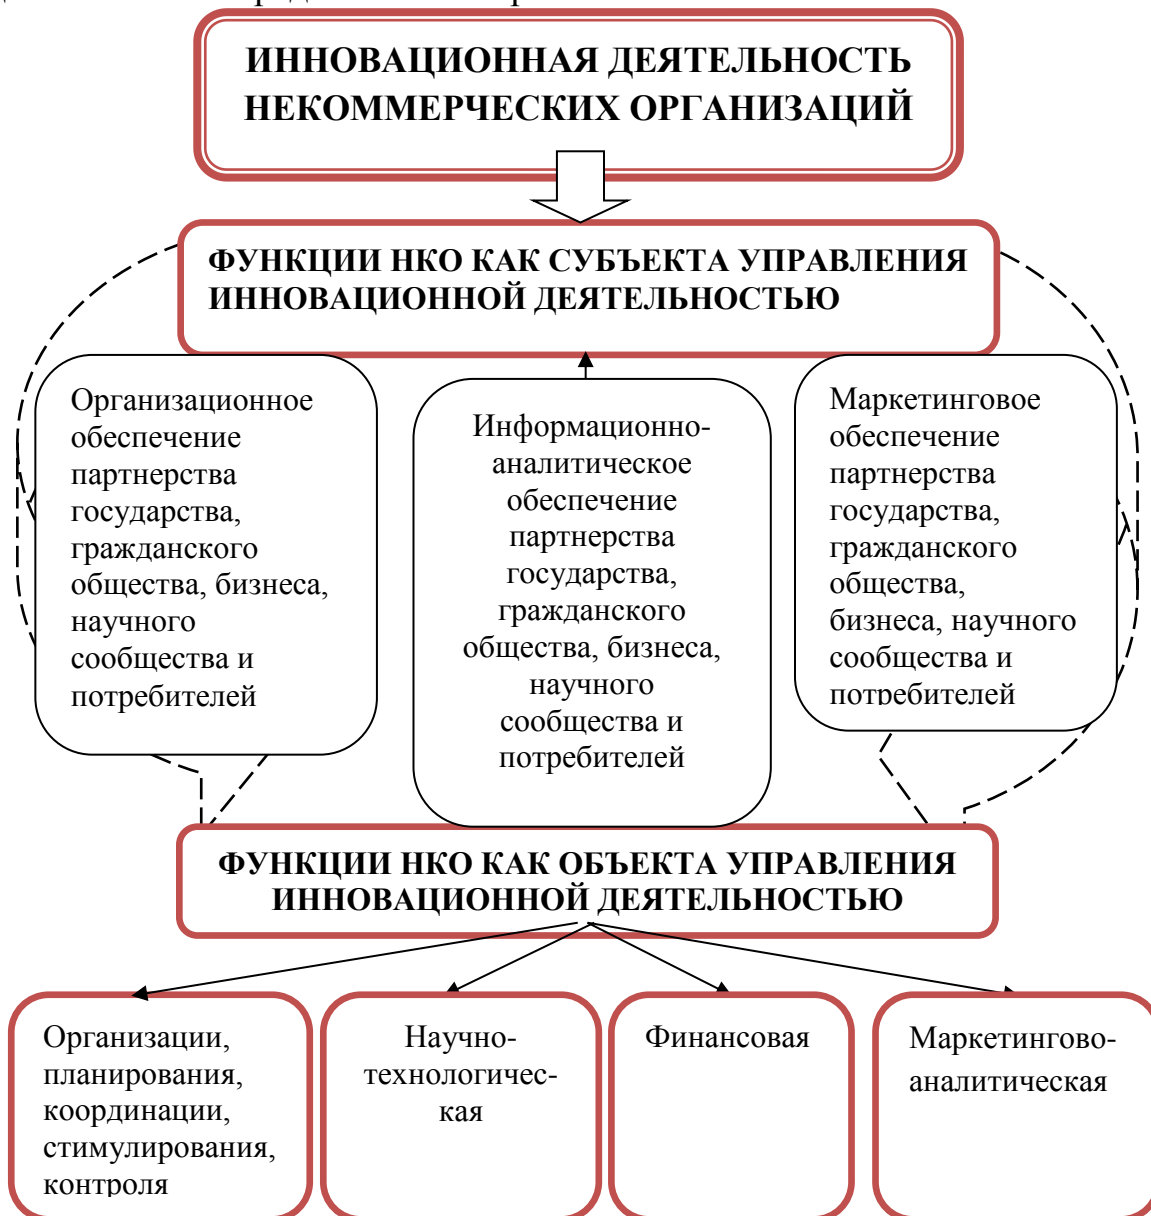 ИННОВАЦИОННАЯ ДЕЯТЕЛЬНОСТЬ
НЕКОММЕРЧЕСКИХ ОРГАНИЗАЦИЙ
ФУНКЦИИ НКО КАК СУБЪЕКТА УПРАВЛЕНИЯ
ИННОВАЦИОННОЙ ДЕЯТЕЛЬНОСТЬЮ
Организационное
обеспечение
партнерства
государства,
гражданского
общества, бизнеса,
научного
сообщества и
потребителей
Информационно-
аналитическое
обеспечение
партнерства
государства,
гражданского
общества, бизнеса,
научного
сообщества и
потребителей
Маркетинговое
обеспечение
партнерства
государства,
гражданского
общества,
бизнеса, научного
сообщества и
потребителей
ФУНКЦИИ НКО КАК ОБЪЕКТА УПРАВЛЕНИЯ
ИННОВАЦИОННОЙ ДЕЯТЕЛЬНОСТЬЮ
Организации,
планирования,
координации,
стимулирования,
контроля
Научно-
технологичес-
кая
Финансовая
Маркетингово-
аналитическая